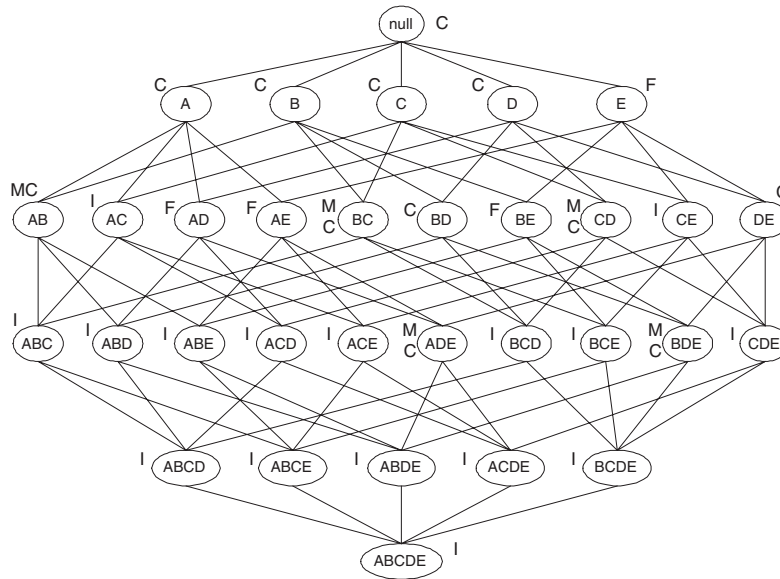 null C
C C C C F
A B C D E
MC I F F M C F M I C
C C
AB AC AD AE BC BD BE CD CE DE
I I I I I M I I M I
C C
ABC ABD ABE ACD ACE ADE BCD BCE BDE CDE
I I I I I
ABCD ABCE ABDE ACDE BCDE
I
ABCDE